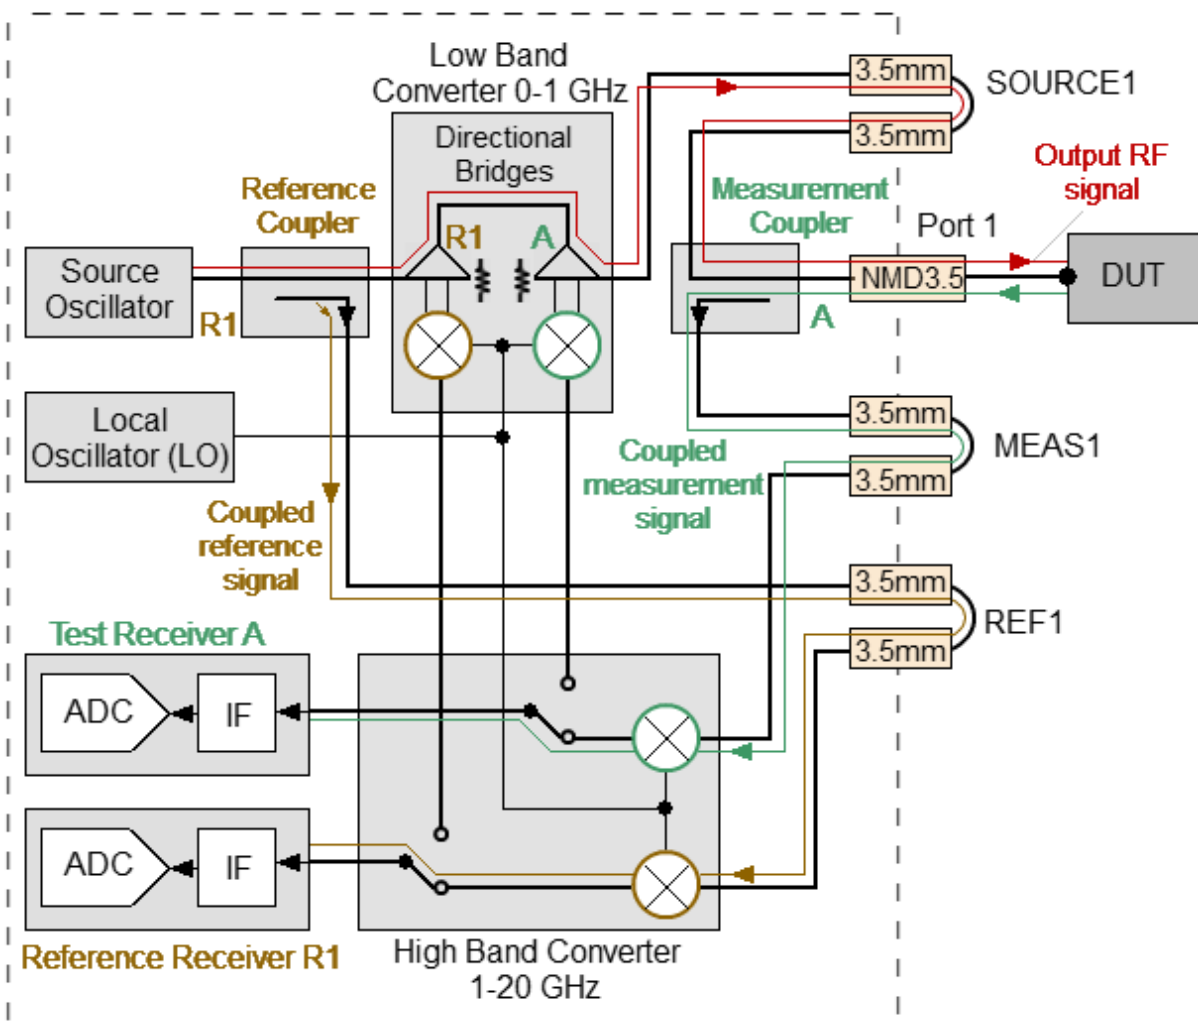 Low Band
Converter 0-1 GHz
Directional
Bridges
3.5mm
SOURCE1
3.5mm
Output RF
signal
Reference
Coupler
Measurement
Coupler
R1
A
Port 1
Source
Oscillator
R1
NMD3.5
DUT
A
Local
Oscillator (LO)
3.5mm
MEAS1
3.5mm
Coupled
measurement
signal
Coupled
reference
signal
3.5mm
REF1
3.5mm
Test Receiver A
ADC
IF
ADC
IF
Reference Receiver R1
High Band Converter
1-20 GHz